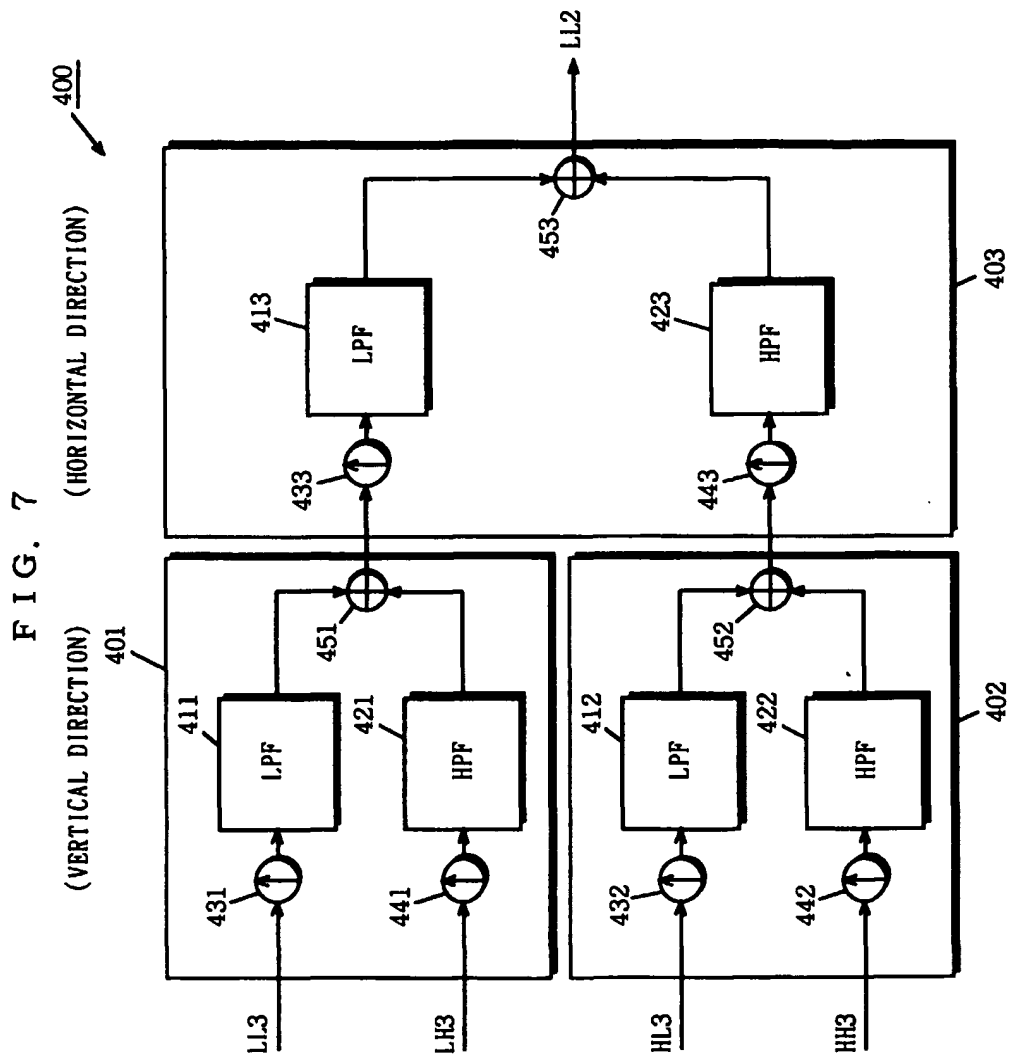 FIG. 7
(VERTICAL DIRECTION)
(HORIZONTAL DIRECTION)
400
401
411
LPF
431
LL3
421
HPF
441
LH3
451
412
LPF
432
HL3
422
HPF
442
HH3
452
402
433
413
LPF
443
423
HPF
453
403
LL2